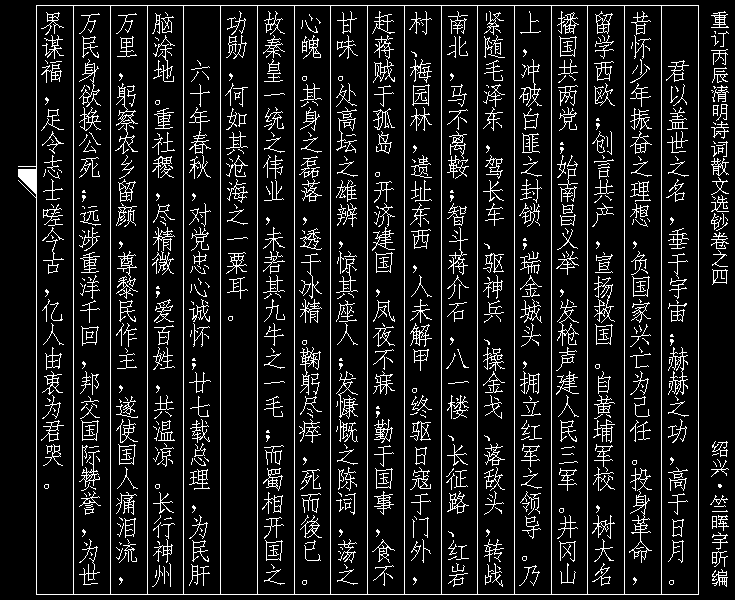 重订丙辰清明诗词散文选钞卷之四
绍兴·竺晖宇昕编
君以盖世之名，垂于宇宙；赫赫之功，高于日月。
昔怀少年振奋之理想，负国家兴亡为己任。投身革命，
留学西欧；创言共产，宣扬救国。自黄埔军校，树大名
播国共两党；始南昌义举，发枪声建人民三军。井冈山
上，冲破白匪之封锁；瑞金城头，拥立红军之领导。乃
紧随毛泽东，驾长车、驱神兵、操金戈、落敌头，转战
南北，马不离鞍；智斗蒋介石，八一楼、长征路、红岩
村、梅园林，遗址东西，人未解甲。终驱日寇于门外，
赶蒋贼于孤岛。开济建国，夙夜不寐；勤于国事，食不
甘味。处高坛之雄辨，惊其座人；发慷慨之陈词，荡之
心魄。其身之磊落，透于冰精。鞠躬尽瘁，死而後已。
故秦皇一统之伟业，未若其九牛之一毛；而蜀相开国之
功勋，何如其沧海之一粟耳。
六十年春秋，对党忠心诚怀；廿七载总理，为民肝
脑涂地。重社稷，尽精微；爱百姓，共温凉。长行神州
万里，躬察农乡留颜，尊黎民作主，遂使国人痛泪流，
万民身欲换公死；远涉重洋千回，邦交国际赞誉，为世
界谋福，足令志士嗟今古，亿人由衷为君哭。